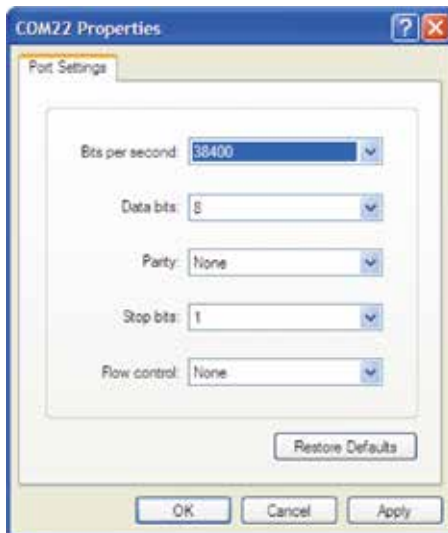 COM22 Properties
Port Settings
Bits per second: 38400
Data bits: 8
Parity: None
Stop bits: 1
Flow control: None
Restore Defaults
OK Cancel Apply